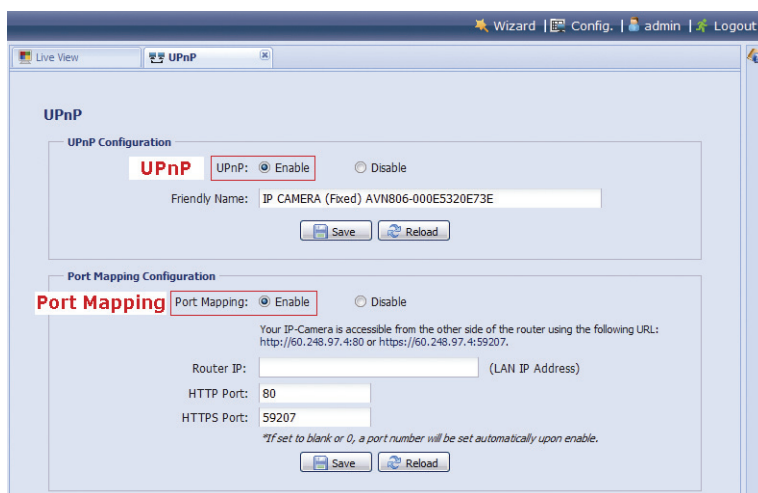 Wizard | Config. | admin | Logout
Live View UPnP
UPnP
UPnP Configuration
UPnP UPnP: Enable Disable
Friendly Name: IP CAMERA (Fixed) AVN806-000E5320E73E
Save Reload
Port Mapping Configuration
Port Mapping Port Mapping: Enable Disable
Your IP-Camera is accessible from the other side of the router using the following URL:
http://60.248.97.4:80 or https://60.248.97.4:59207.
Router IP: (LAN IP Address)
HTTP Port: 80
HTTPS Port: 59207
*If set to blank or 0, a port number will be set automatically upon enable.
Save Reload